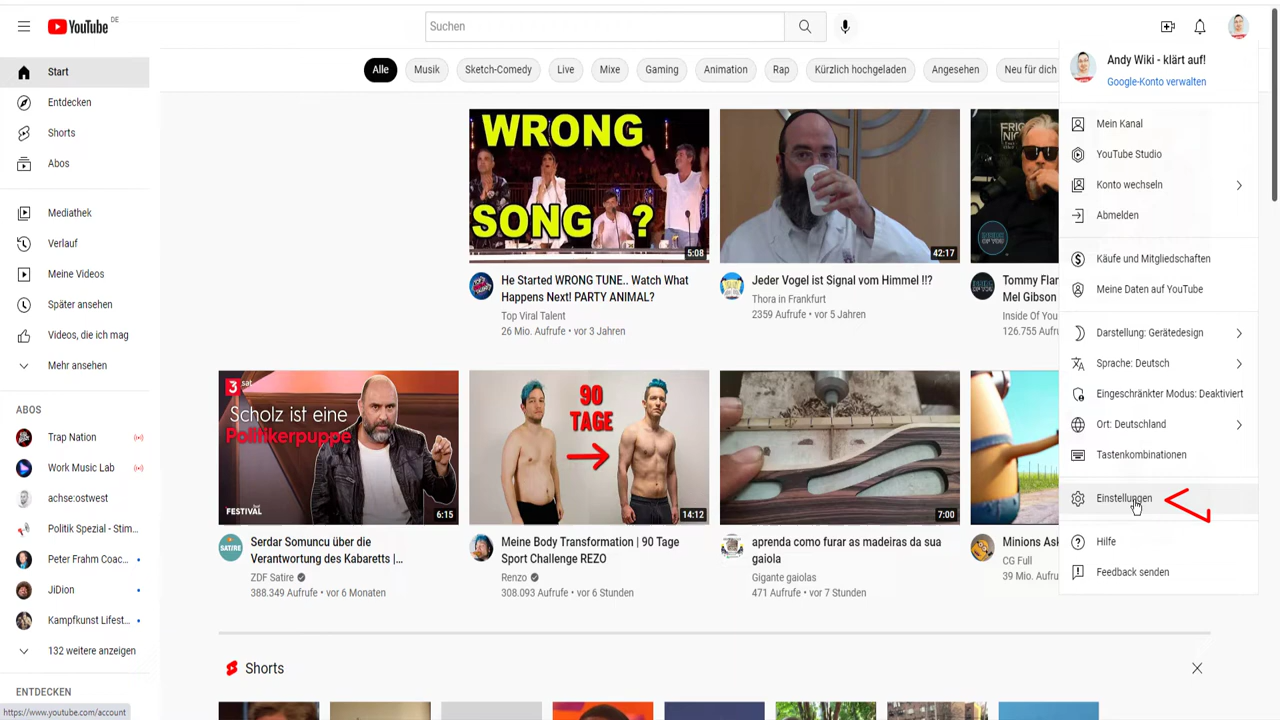 YouTube DE
Suchen
Start
Entdecken
Shorts
Abos
Mediathek
Verlauf
Meine Videos
Später ansehen
Videos, die ich mag
Mehr ansehen
ABOS
Trap Nation
Work Music Lab
achse:ostwest
Politik Spezial - Stim...
Peter Frahm Coac...
JiDion
Kampfkunst Lifest...
132 weitere anzeigen
ENTDECKEN
https://www.youtube.com/account
Alle
Musik
Sketch-Comedy
Live
Mixe
Gaming
Animation
Rap
Kürzlich hochgeladen
Angesehen
Neu für dich
WRONG
SONG ?
5:08
He Started WRONG TUNE.. Watch What
Happens Next! PARTY ANIMAL?
Top Viral Talent
26 Mio. Aufrufe • vor 3 Jahren
42:17
Jeder Vogel ist Signal vom Himmel !!?
Thora in Frankfurt
2359 Aufrufe • vor 5 Jahren
Tommy Flan
Mel Gibson
Inside Of You
126.755 Aufru
3 sat
Scholz ist eine
Politikerpuppe
FESTIVAL
6:15
SATIRE
Serdar Somuncu über die
Verantwortung des Kabaretts |...
ZDF Satire
388.349 Aufrufe • vor 6 Monaten
90
TAGE
14:12
Meine Body Transformation | 90 Tage
Sport Challenge REZO
Renzo
308.093 Aufrufe • vor 6 Stunden
7:00
aprenda como furar as madeiras da sua
gaiola
Gigante gaiolas
471 Aufrufe • vor 7 Stunden
Minions Ask
CG Full
39 Mio. Aufru
Shorts
Andy Wiki - klärt auf!
Google-Konto verwalten
Mein Kanal
YouTube Studio
Konto wechseln
Abmelden
Käufe und Mitgliedschaften
Meine Daten auf YouTube
Darstellung: Gerätedesign
Sprache: Deutsch
Eingeschränkter Modus: Deaktiviert
Ort: Deutschland
Tastenkombinationen
Einstellungen
Hilfe
Feedback senden